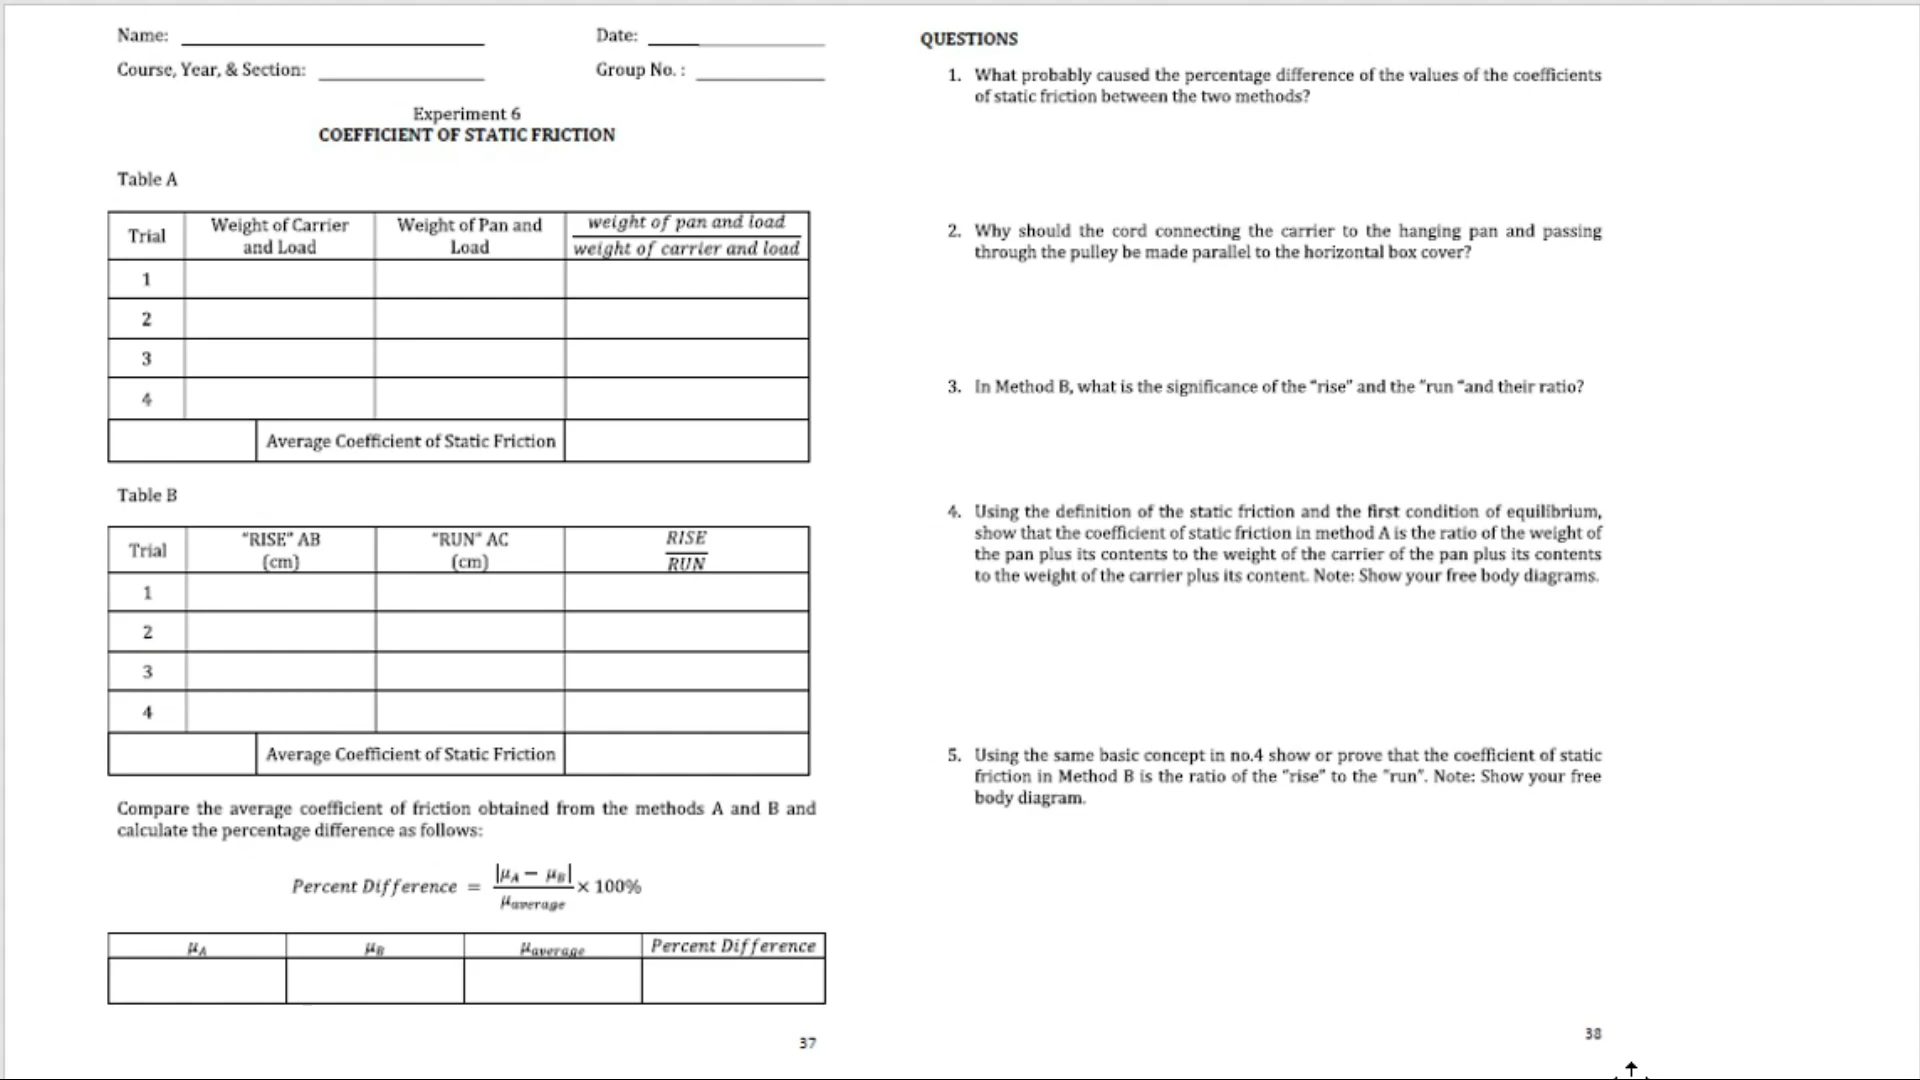 Name:
Date:
Course, Year, & Section:
Group No. :
Experiment 6
COEFFICIENT OF STATIC FRICTION
Table A
Trial
Weight of Carrier
and Load
Weight of Pan and
Load
weight of pan and load
weight of carrier and load
1
2
3
4
Average Coefficient of Static Friction
Table B
Trial
"RISE" AB
(cm)
"RUN" AC
(cm)
RISE
RUN
1
2
3
4
Average Coefficient of Static Friction
Compare the average coefficient of friction obtained from the methods A and B and
calculate the percentage difference as follows:
Percent Difference = |μA − μB| / μaverage × 100%
μA
μB
μaverage
Percent Difference
37
QUESTIONS
1. What probably caused the percentage difference of the values of the coefficients
of static friction between the two methods?
2. Why should the cord connecting the carrier to the hanging pan and passing
through the pulley be made parallel to the horizontal box cover?
3. In Method B, what is the significance of the "rise" and the "run "and their ratio?
4. Using the definition of the static friction and the first condition of equilibrium,
show that the coefficient of static friction in method A is the ratio of the weight of
the pan plus its contents to the weight of the carrier of the pan plus its contents
to the weight of the carrier plus its content. Note: Show your free body diagrams.
5. Using the same basic concept in no.4 show or prove that the coefficient of static
friction in Method B is the ratio of the "rise" to the "run". Note: Show your free
body diagram.
38